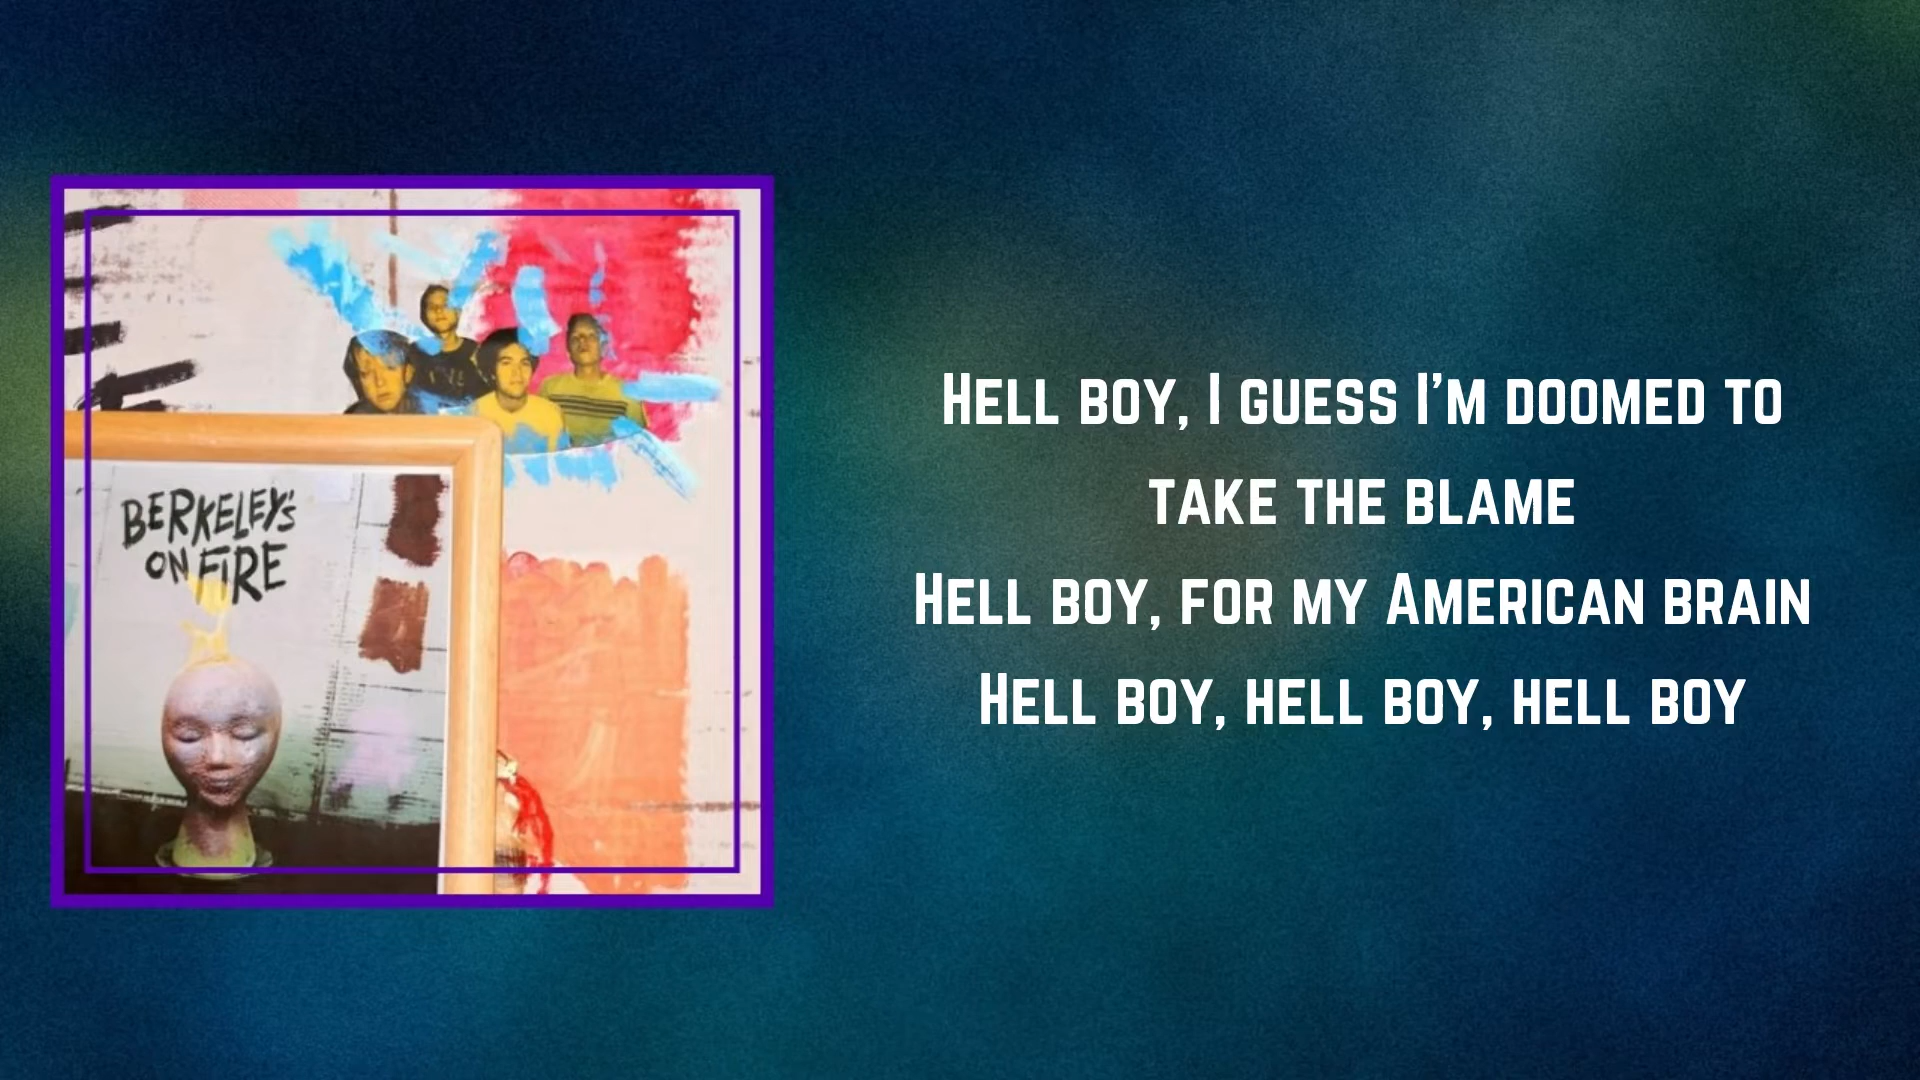 BERKELEY'S
ON FIRE
Hell boy, I guess I'm doomed to
take the blame
Hell boy, for my American brain
Hell boy, hell boy, hell boy